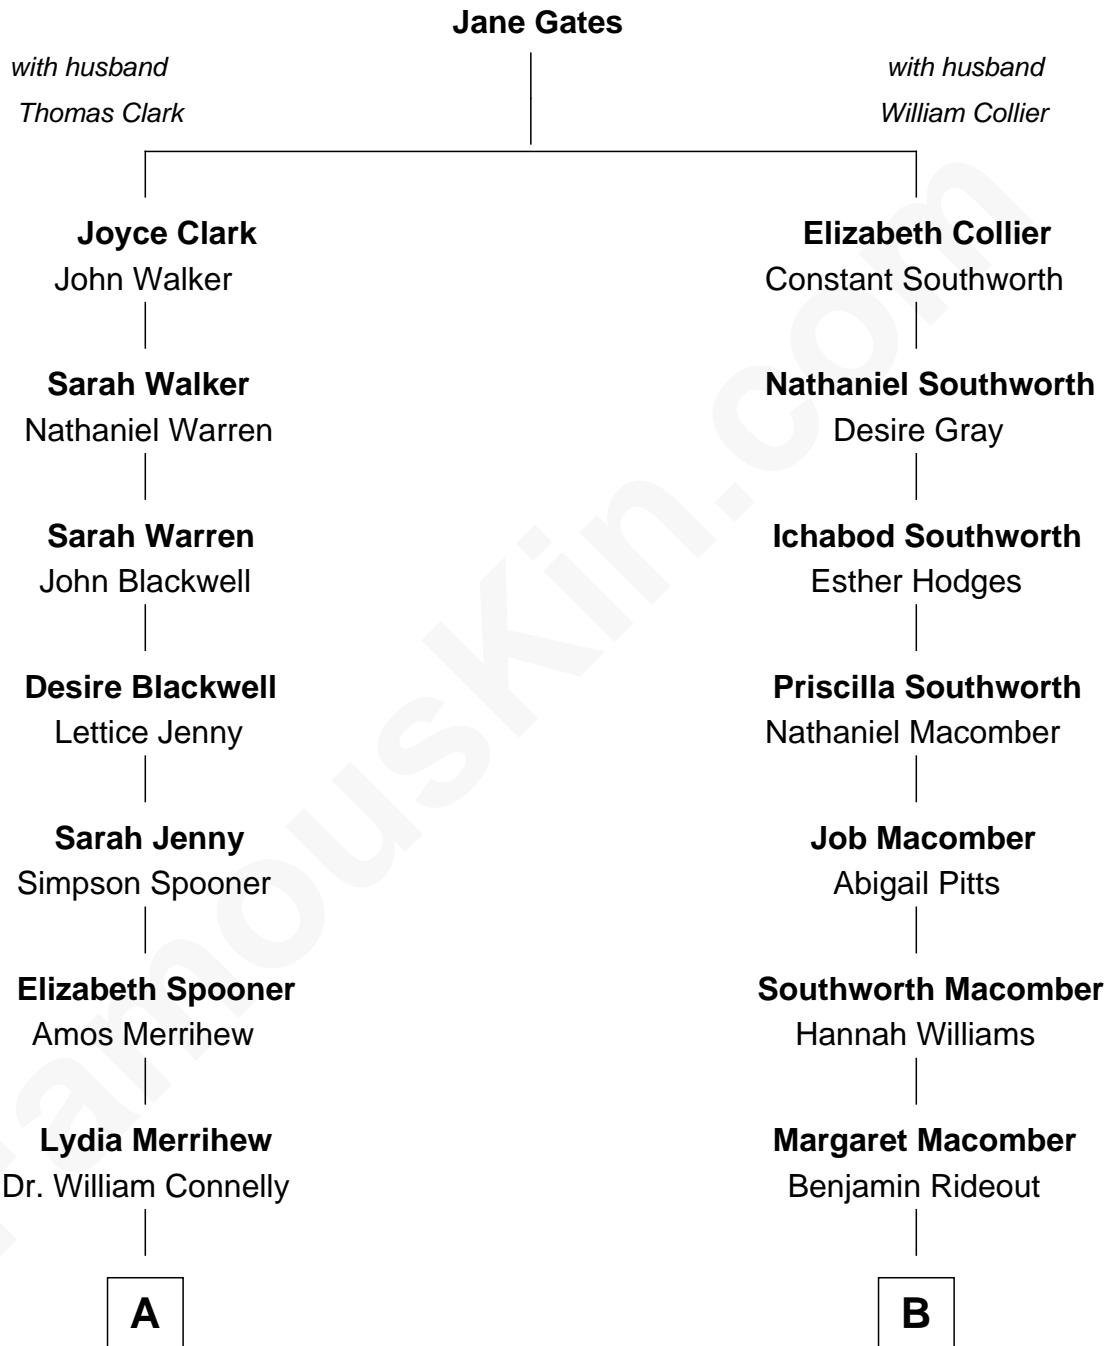 Jane Gates
with husband
Thomas Clark
with husband
William Collier
Joyce Clark
John Walker
Elizabeth Collier
Constant Southworth
Sarah Walker
Nathaniel Warren
Nathaniel Southworth
Desire Gray
Sarah Warren
John Blackwell
Ichabod Southworth
Esther Hodges
Desire Blackwell
Lettice Jenny
Priscilla Southworth
Nathaniel Macomber
Sarah Jenny
Simpson Spooner
Job Macomber
Abigail Pitts
Elizabeth Spooner
Amos Merrihew
Southworth Macomber
Hannah Williams
Lydia Merrihew
Dr. William Connelly
Margaret Macomber
Benjamin Rideout
A
B
FamousKin.com